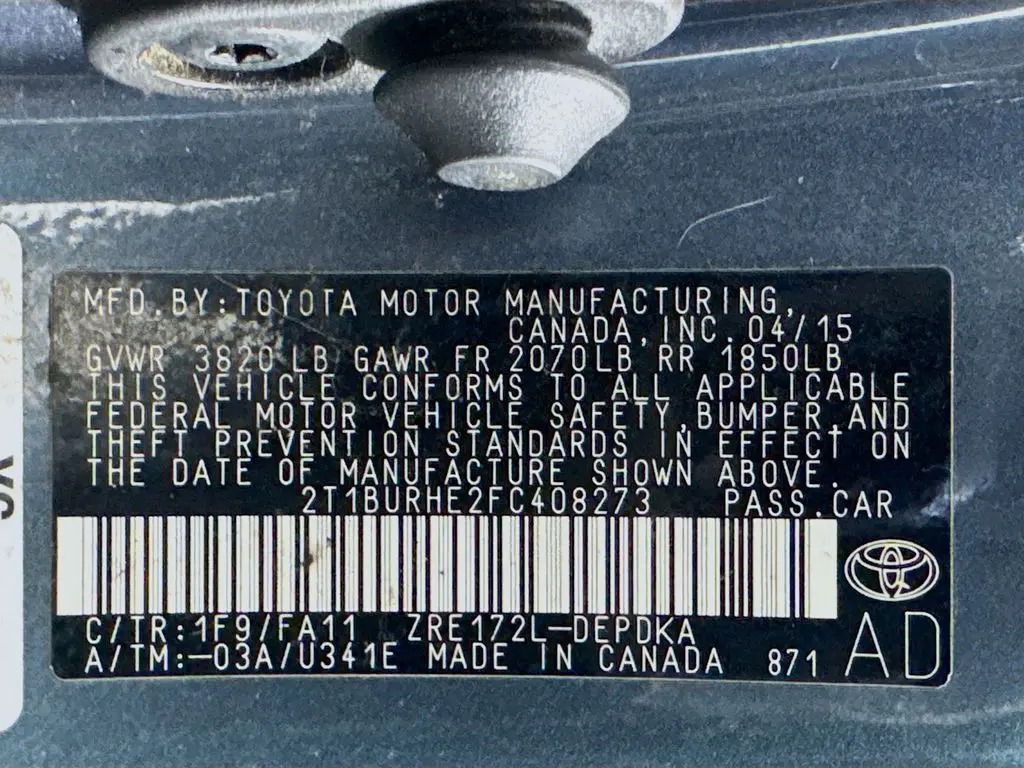 MFD.BY:TOYOTA MOTOR MANUFACTURING,
CANADA,INC.04/15
GVWR 3820LB GAWR FR 2070LB RR 1850LB
THIS VEHICLE CONFORMS TO ALL APPLICABLE
FEDERAL MOTOR VEHICLE SAFETY,BUMPER,AND
THEFT PREVENTION STANDARDS IN EFFECT ON
THE DATE OF MANUFACTURE SHOWN ABOVE.
2T1BURHE2FC408273 PASS.CAR
C/TR:1F9/FA11 ZRE172L-DEPDKA
A/TM:-03A/U341E MADE IN CANADA 871 AD